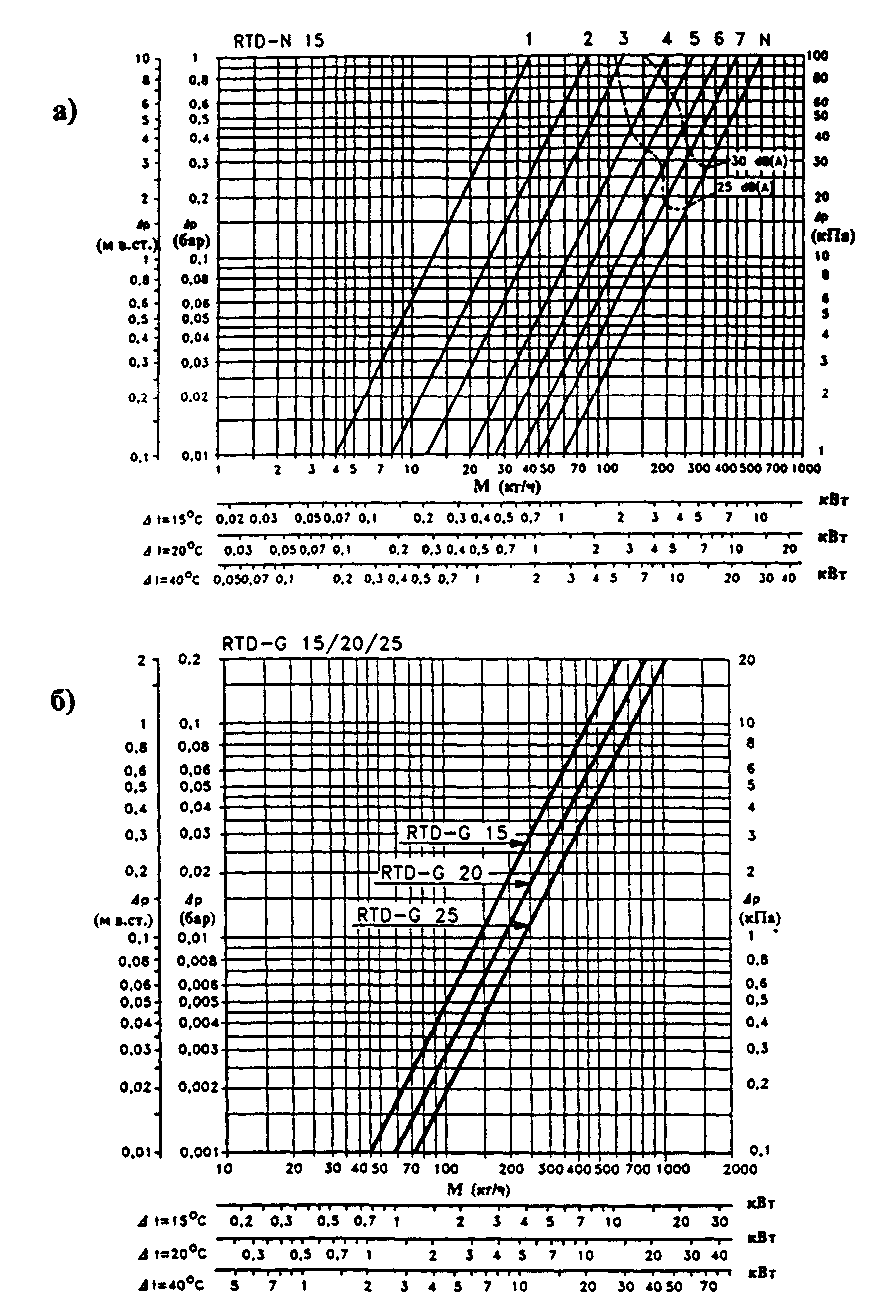 RTD-N 15 1 2 3 4 5 6 7 N
а)
10 1 100
8 0,8 80
6 0,6 60
5 0,5 50
4 0,4 40
3 0,3 30
30 dB(A)
25 dB(A)
2 0,2 20
Δp Δp Δp
(м в.ст.) (бар) (кПа)
1 0,1 10
0,8 0,08 8
0,6 0,06 6
0,5 0,05 5
0,4 0,04 4
0,3 0,03 3
0,2 0,02 2
0,1 0,01 1
1 2 3 4 5 7 10 20 30 40 50 70 100 200 300 400 500 700 1000
М (кг/ч)
Δt=15°C 0,02 0,03 0,05 0,07 0,1 0,2 0,3 0,4 0,5 0,7 1 2 3 4 5 7 10 кВт
Δt=20°C 0,03 0,05 0,07 0,1 0,2 0,3 0,4 0,5 0,7 1 2 3 4 5 7 10 20 кВт
Δt=40°C 0,05 0,07 0,1 0,2 0,3 0,4 0,5 0,7 1 2 3 4 5 7 10 20 30 40 кВт
RTD-G 15/20/25
б)
2 0,2 20
1 0,1 10
0,8 0,08 8
0,6 0,06 6
0,5 0,05 5
0,4 0,04 4
0,3 0,03 3
RTD-G 15
0,2 0,02 2
RTD-G 20
Δp Δp Δp
(м в.ст.) (бар) (кПа)
RTD-G 25
0,1 0,01 1
0,08 0,008 0,8
0,06 0,006 0,6
0,05 0,005 0,5
0,04 0,004 0,4
0,03 0,003 0,3
0,02 0,002 0,2
0,01 0,001 0,1
10 20 30 40 50 70 100 200 300 400 500 700 1000 2000
М (кг/ч)
Δt=15°C 0,2 0,3 0,5 0,7 1 2 3 4 5 7 10 20 30 кВт
Δt=20°C 0,3 0,5 0,7 1 2 3 4 5 7 10 20 30 40 кВт
Δt=40°C 5 7 1 2 3 4 5 7 10 20 30 40 50 70 кВт